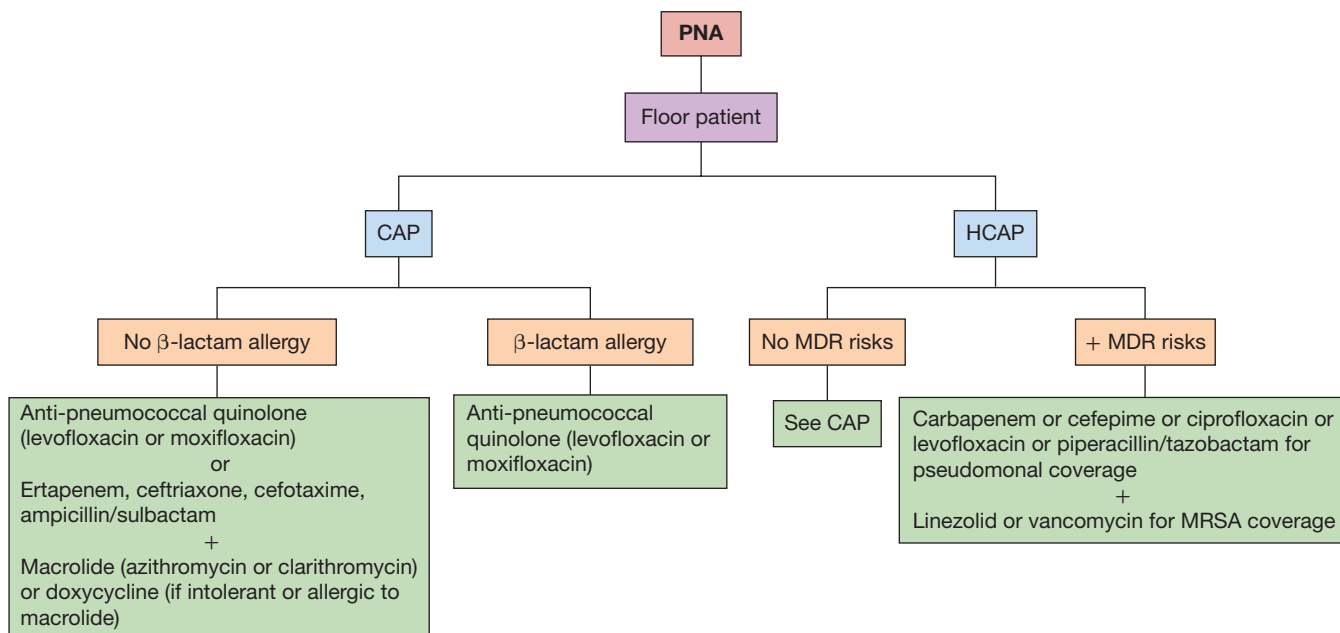 PNA
Floor patient
CAP
HCAP
No β-lactam allergy
β-lactam allergy
No MDR risks
+ MDR risks
Anti-pneumococcal quinolone
(levofloxacin or moxifloxacin)
or
Ertapenem, ceftriaxone, cefotaxime,
ampicillin/sulbactam
+
Macrolide (azithromycin or clarithromycin)
or doxycycline (if intolerant or allergic to
macrolide)
Anti-pneumococcal
quinolone (levofloxacin or
moxifloxacin)
See CAP
Carbapenem or cefepime or ciprofloxacin or
levofloxacin or piperacillin/tazobactam for
pseudomonal coverage
+
Linezolid or vancomycin for MRSA coverage